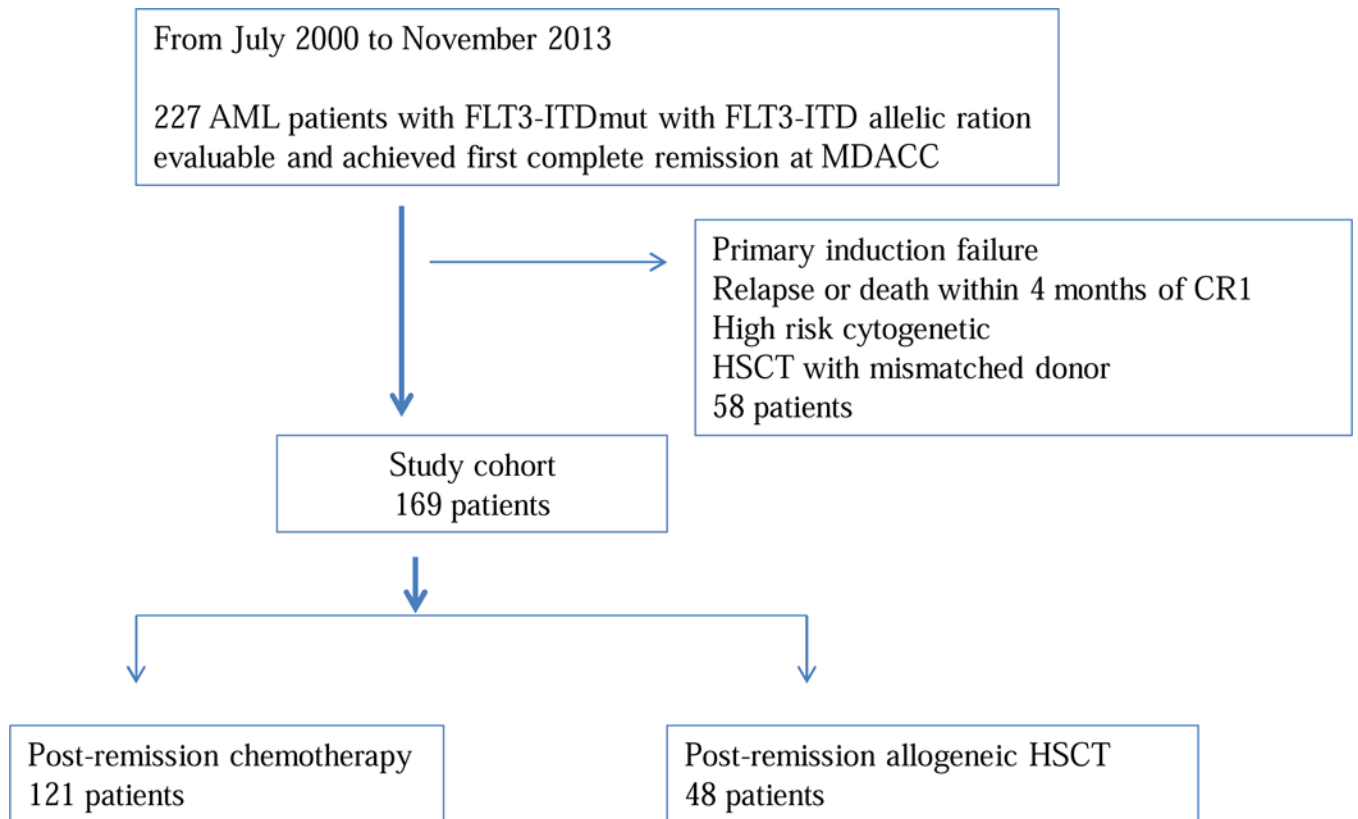 From July 2000 to November 2013
227 AML patients with FLT3-ITDmut with FLT3-ITD allelic ration
evaluable and achieved first complete remission at MDACC
Primary induction failure
Relapse or death within 4 months of CR1
High risk cytogenetic
HSCT with mismatched donor
58 patients
Study cohort
169 patients
Post-remission chemotherapy
121 patients
Post-remission allogeneic HSCT
48 patients